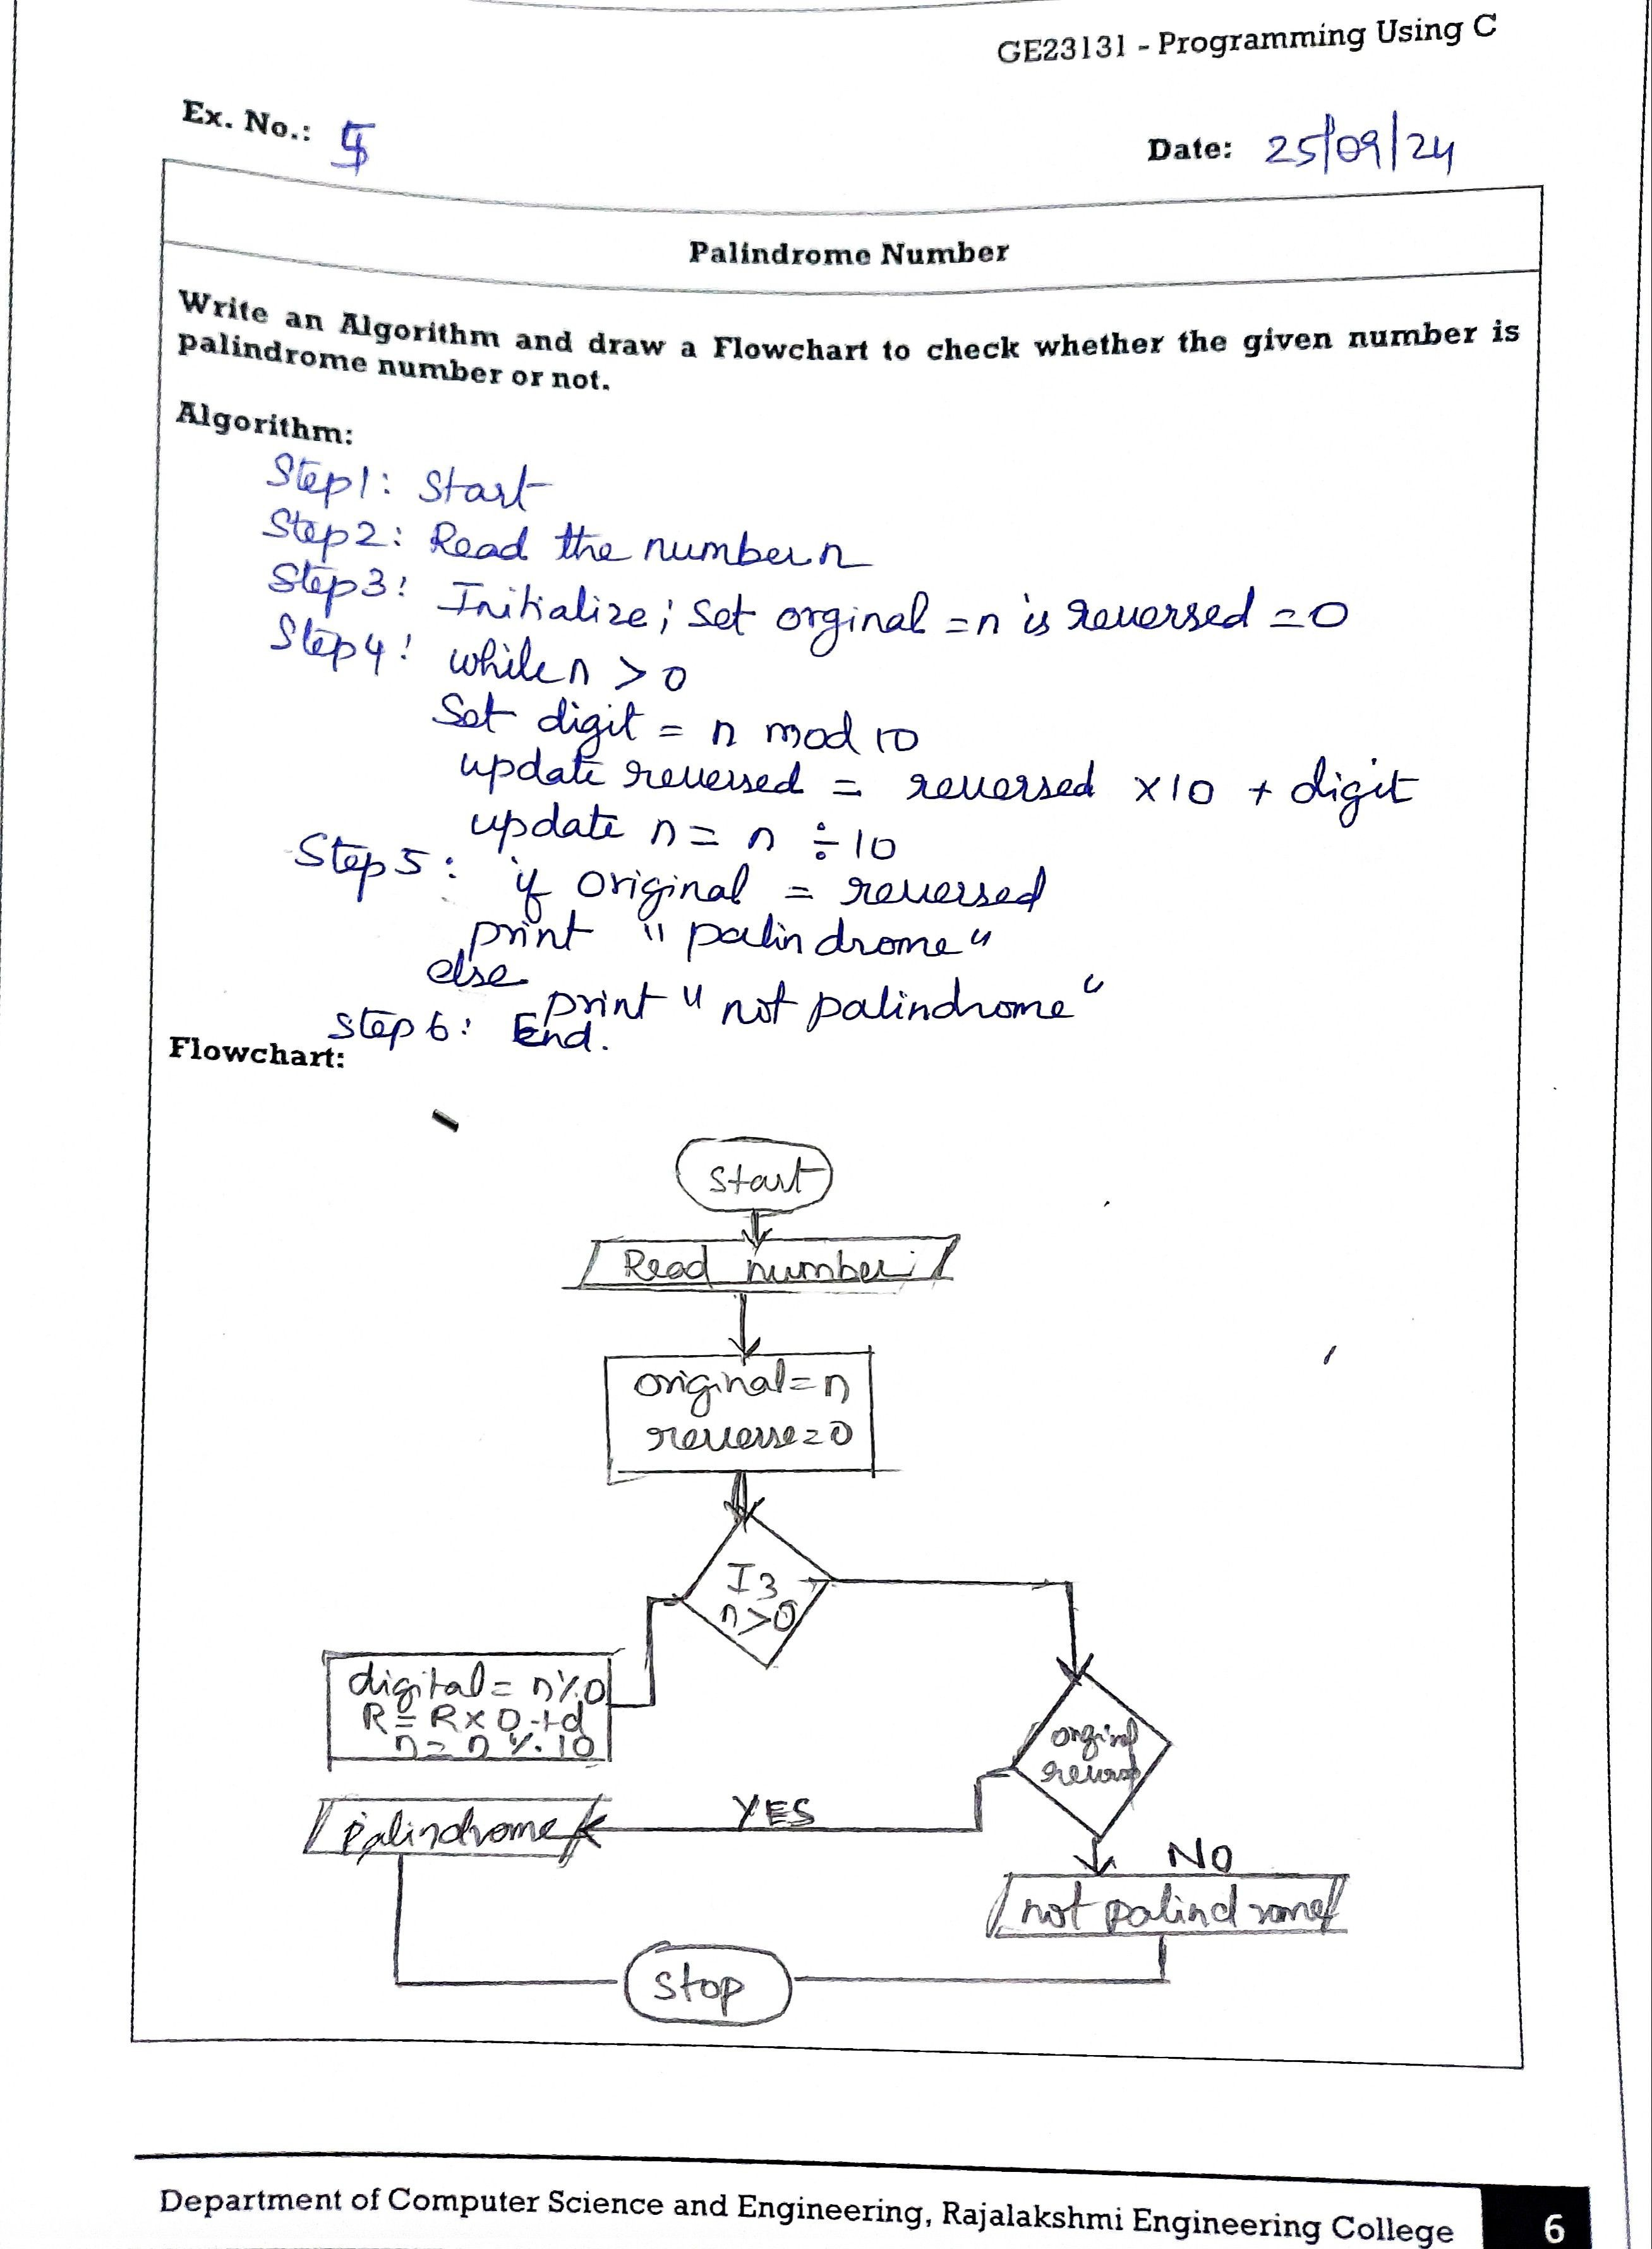 GE23131 - Programming Using C
Ex. No.: 5
Date: 25/09/24
Palindrome Number
Write an Algorithm and draw a Flowchart to check whether the given number is
palindrome number or not.
Algorithm:
Step1: Start
Step2: Read the number n
Step3: Initialize; Set orginal = n is reversed = 0
Step4: while n > 0
Set digit = n mod 10
update reversed = reversed x10 + digit
update n = n ÷ 10
Step5: if original = reversed
print "palindrome"
else
print "not palindrome"
Step 6: End.
Flowchart:
Start
Read number
original = n
reverse = 0
n>0
digital = n%0
R = R x 0 + d
n = n % 10
orginal
YES
palindrome
NO
not palindrome
Stop
Department of Computer Science and Engineering, Rajalakshmi Engineering College
6